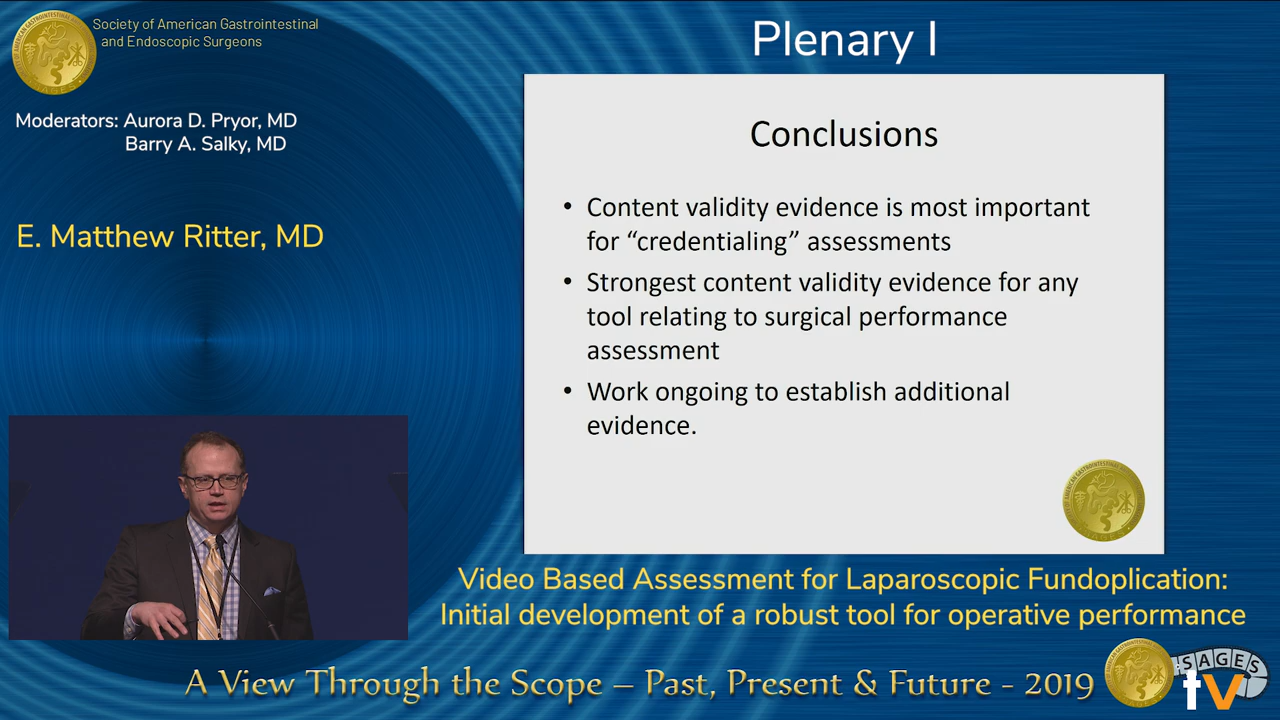 Society of American Gastrointestinal
and Endoscopic Surgeons
Moderators: Aurora D. Pryor, MD
Barry A. Salky, MD
E. Matthew Ritter, MD
Plenary I
Conclusions
• Content validity evidence is most important
for “credentialing” assessments
• Strongest content validity evidence for any
tool relating to surgical performance
assessment
• Work ongoing to establish additional
evidence.
Video Based Assessment for Laparoscopic Fundoplication:
Initial development of a robust tool for operative performance
A View Through the Scope – Past, Present & Future - 2019
SAGES
tv